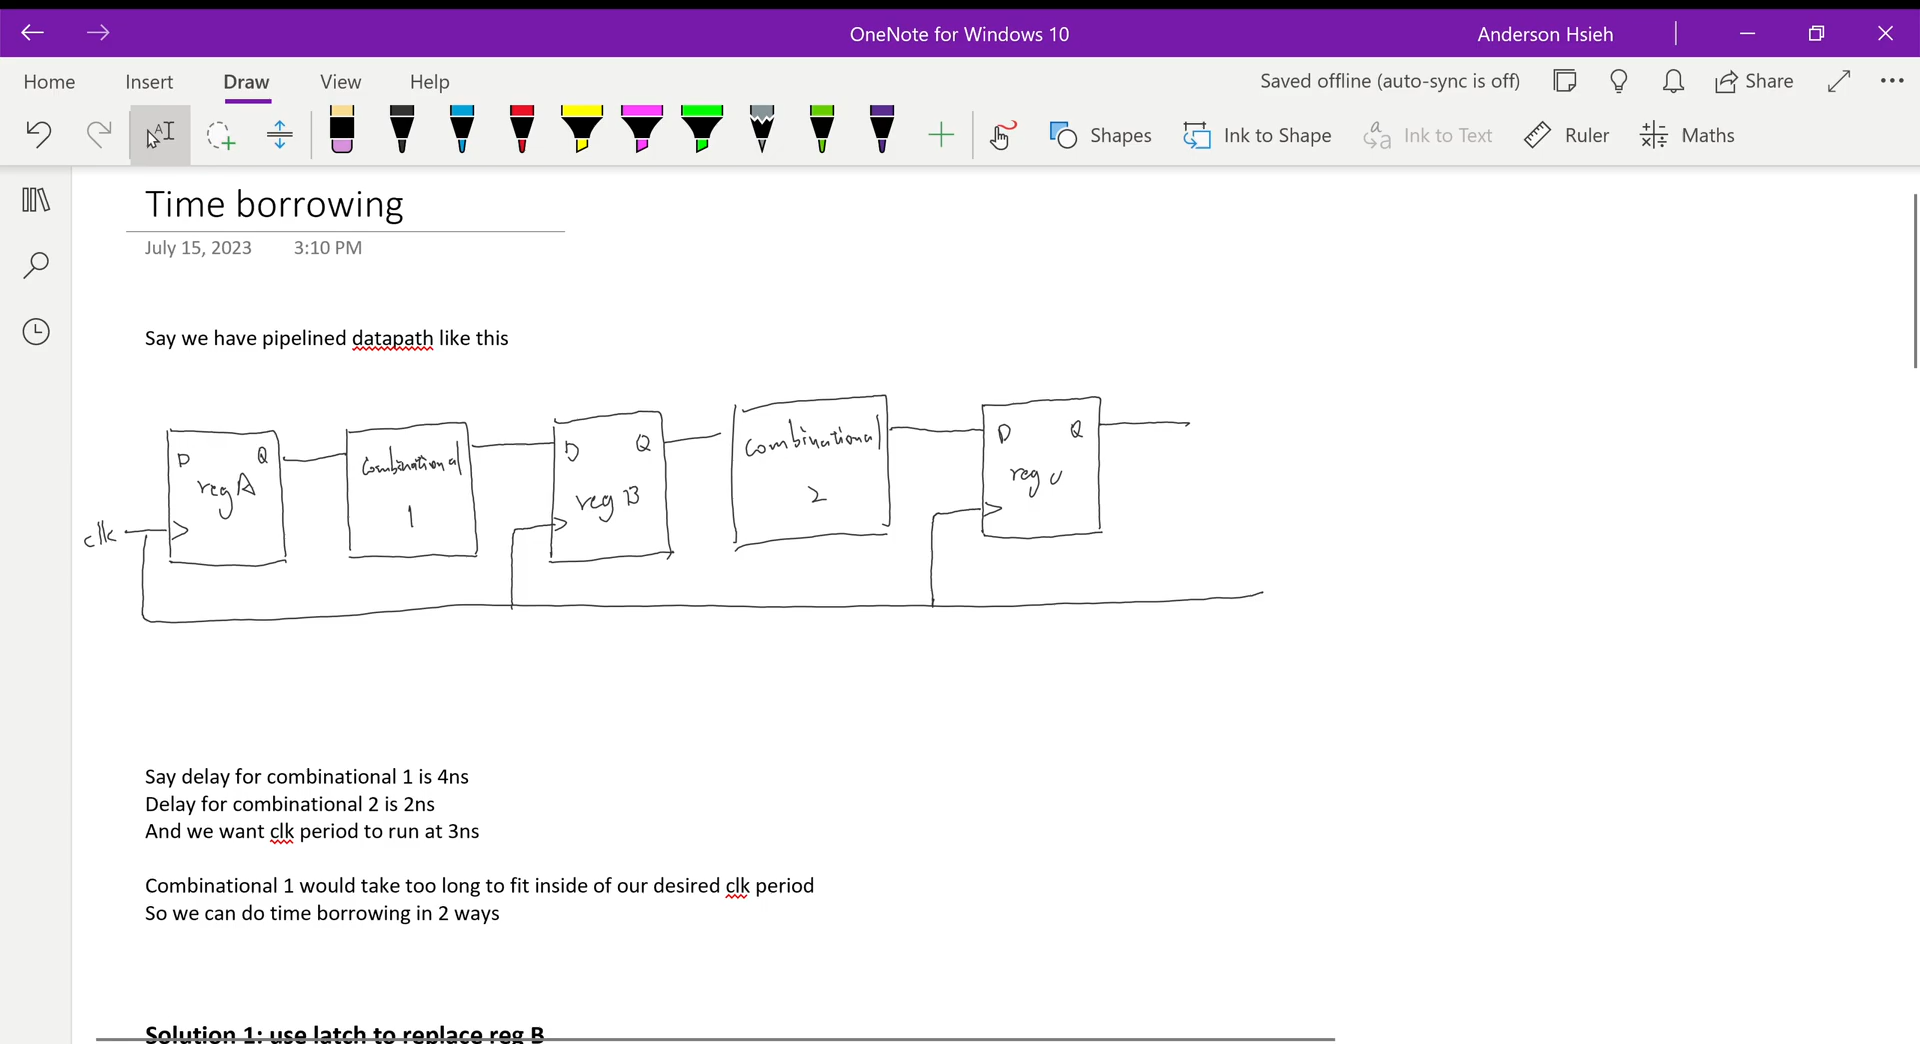 OneNote for Windows 10
Anderson Hsieh
Home Insert Draw View Help
Saved offline (auto-sync is off)
Share
Shapes
Ink to Shape
Ink to Text
Ruler
Maths
Time borrowing
July 15, 2023 3:10 PM
Say we have pipelined datapath like this
D Q
reg A
clk
Combinational
1
D Q
reg B
Combinational
2
D Q
reg C
Say delay for combinational 1 is 4ns
Delay for combinational 2 is 2ns
And we want clk period to run at 3ns
Combinational 1 would take too long to fit inside of our desired clk period
So we can do time borrowing in 2 ways
Solution 1: use latch to replace reg B